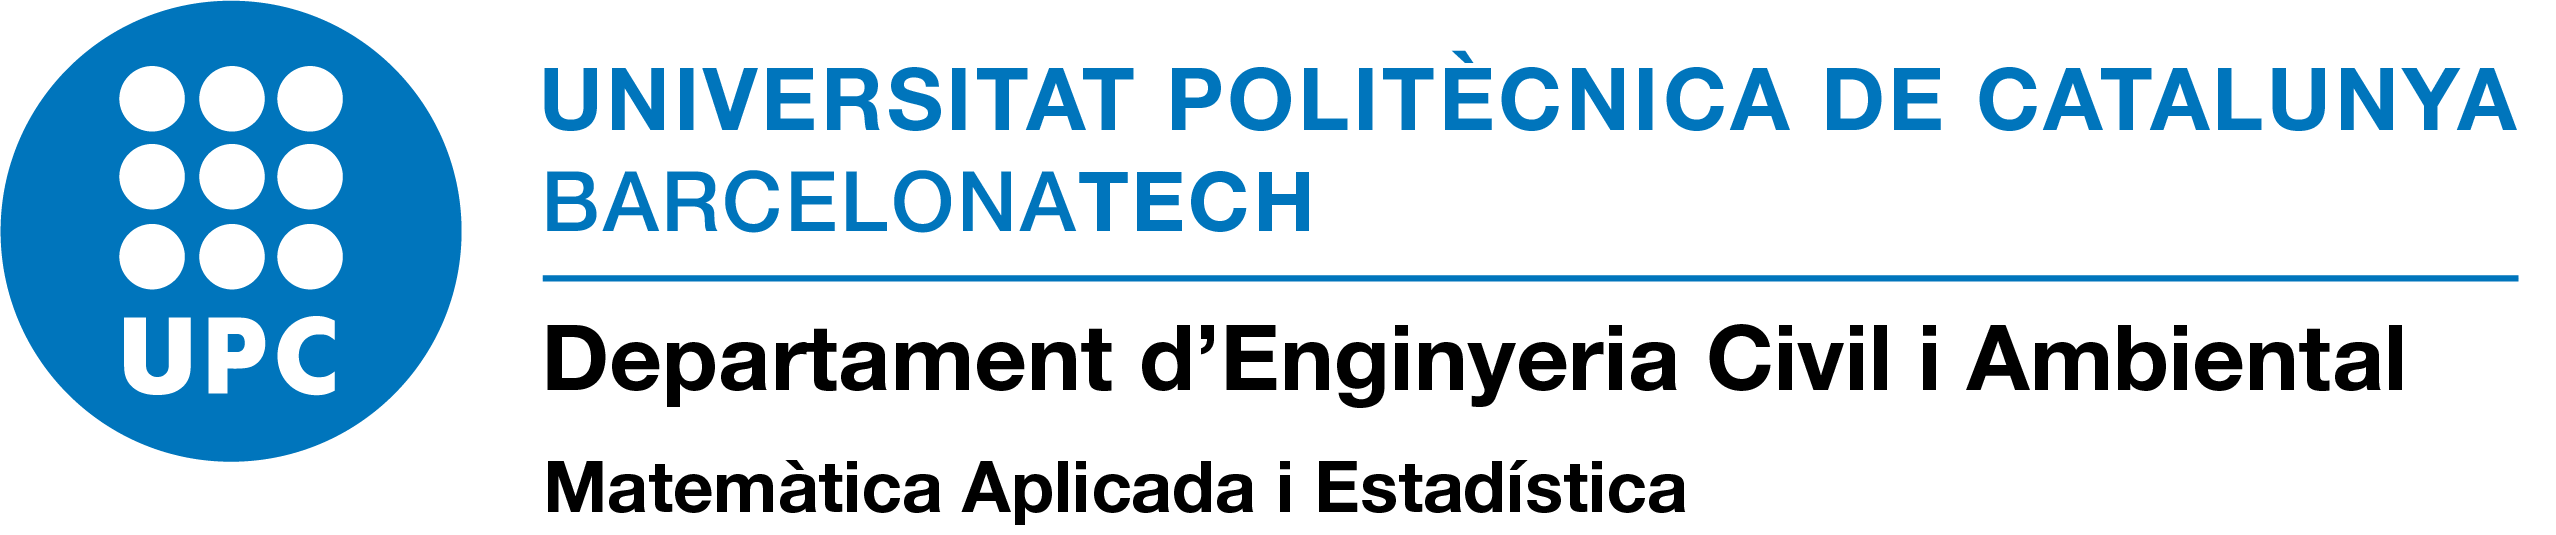 UPC
UNIVERSITAT POLITÈCNICA DE CATALUNYA
BARCELONATECH
Departament d’Enginyeria Civil i Ambiental
Matemàtica Aplicada i Estadística